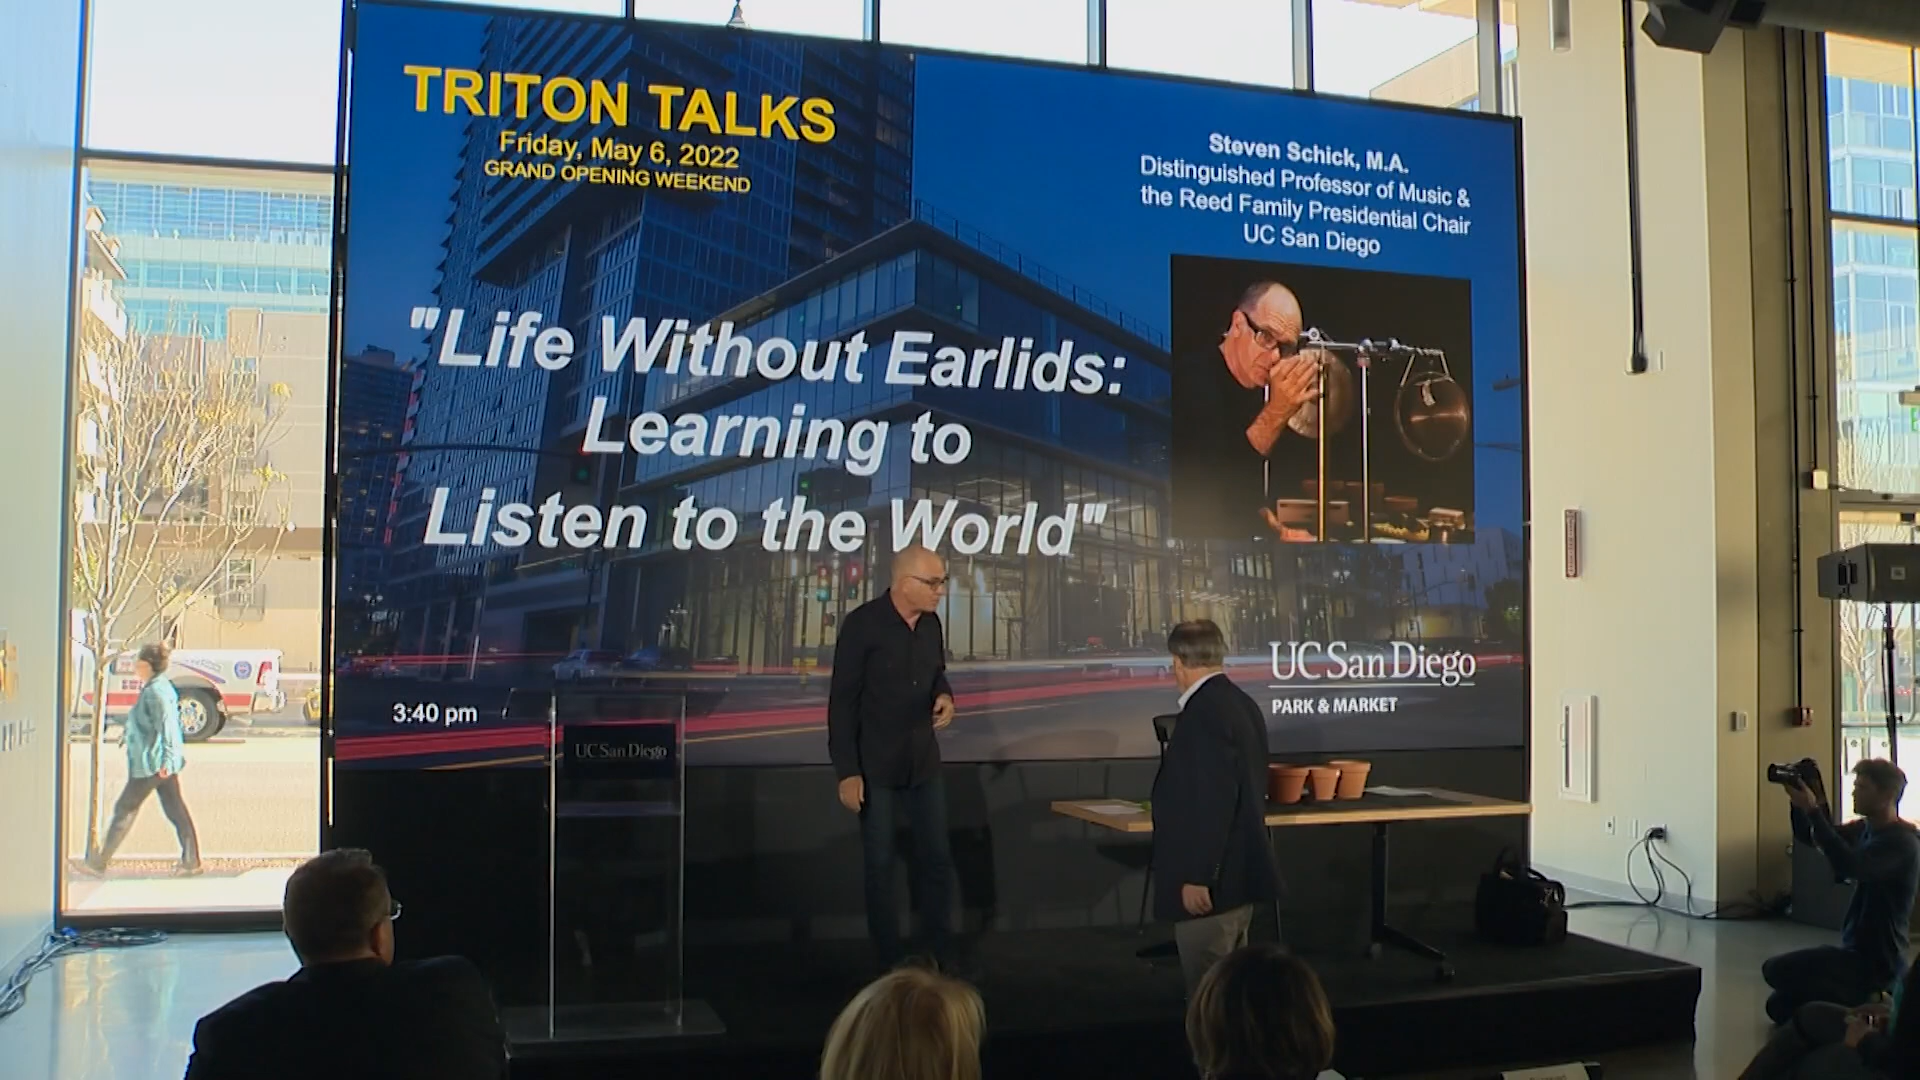 TRITON TALKS
Friday, May 6, 2022
GRAND OPENING WEEKEND
Steven Schick, M.A.
Distinguished Professor of Music &
the Reed Family Presidential Chair
UC San Diego
"Life Without Earlids:
Learning to
Listen to the World"
UC San Diego
PARK & MARKET
3:40 pm
UC San Diego